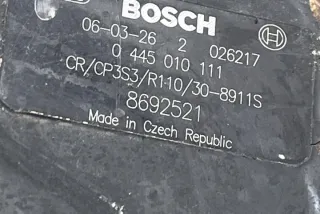 BOSCH
06-03-26 2 026217
0 445 010 111
CR/CP3S3/R110/30-8911S
8692521
Made in Czech Republic